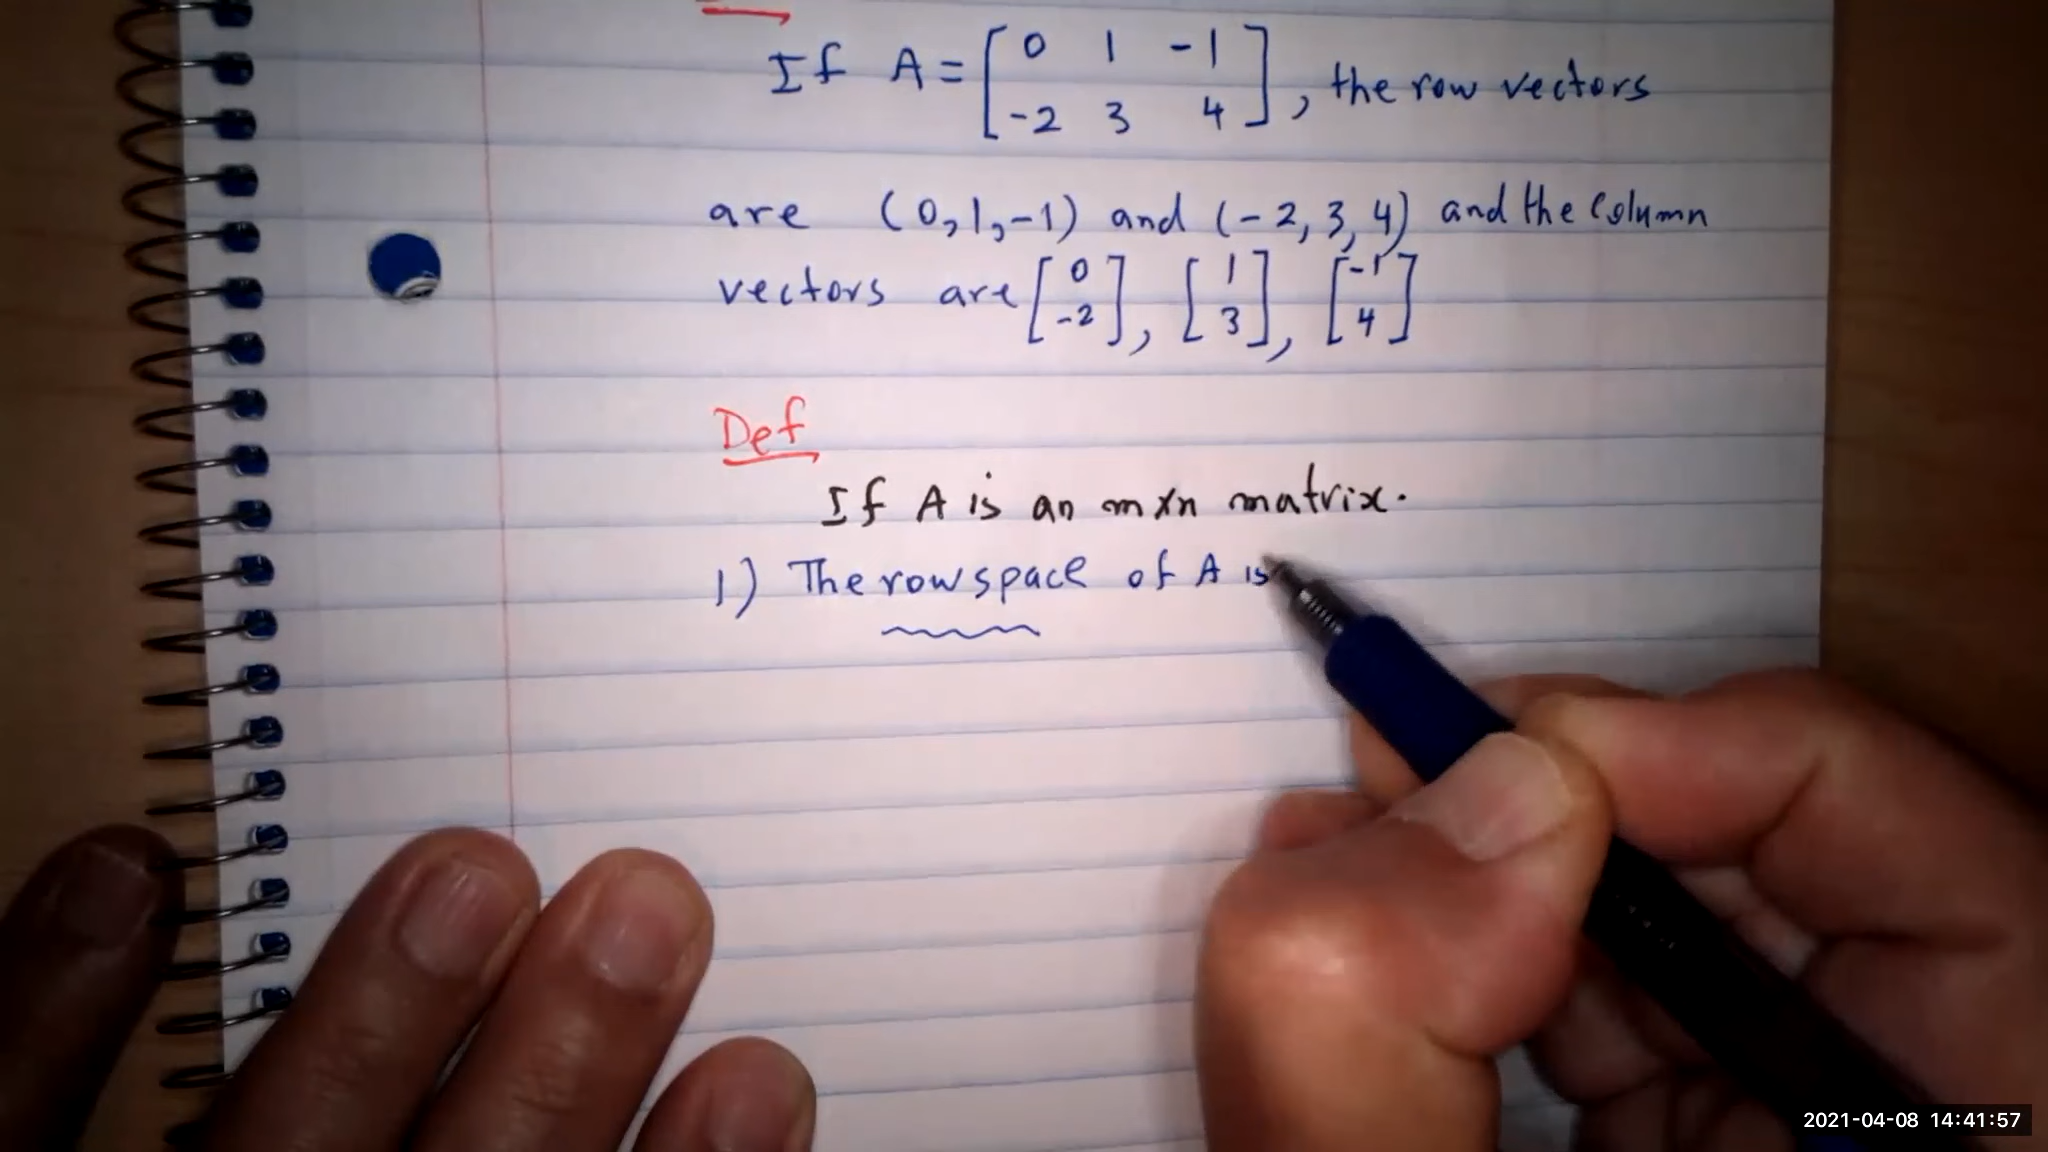 If A = [0 1 -1
-2 3 4], the row vectors
are (0,1,-1) and (-2, 3, 4) and the Column
vectors are [0
-2], [1
3], [-1
4]
Def
If A is an mxn matrix.
1) The row space of A is
2021-04-08 14:41:57